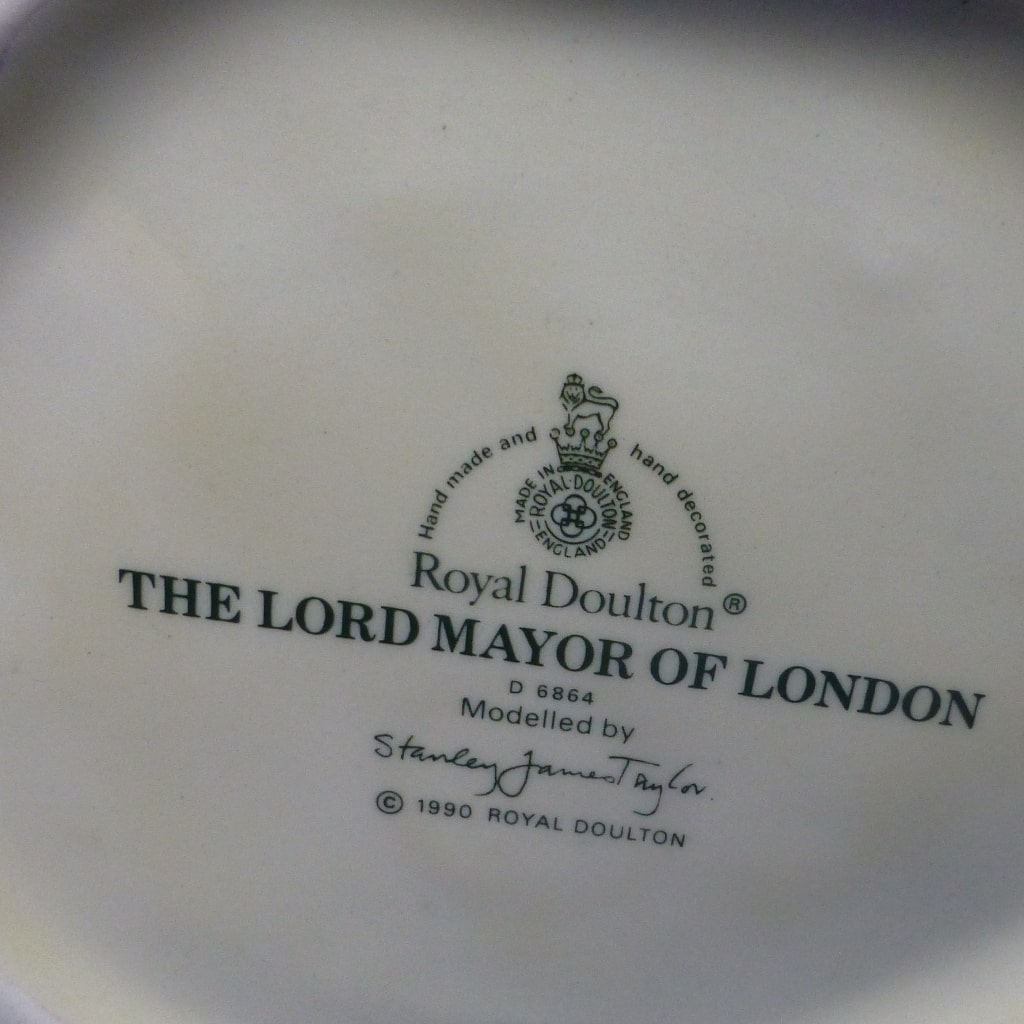 Hand made and hand decorated
MADE IN ENGLAND
ROYAL·DOULTON
ENGLAND
Royal Doulton®
THE LORD MAYOR OF LONDON
D 6864
Modelled by
Stanley James Taylor.
© 1990 ROYAL DOULTON